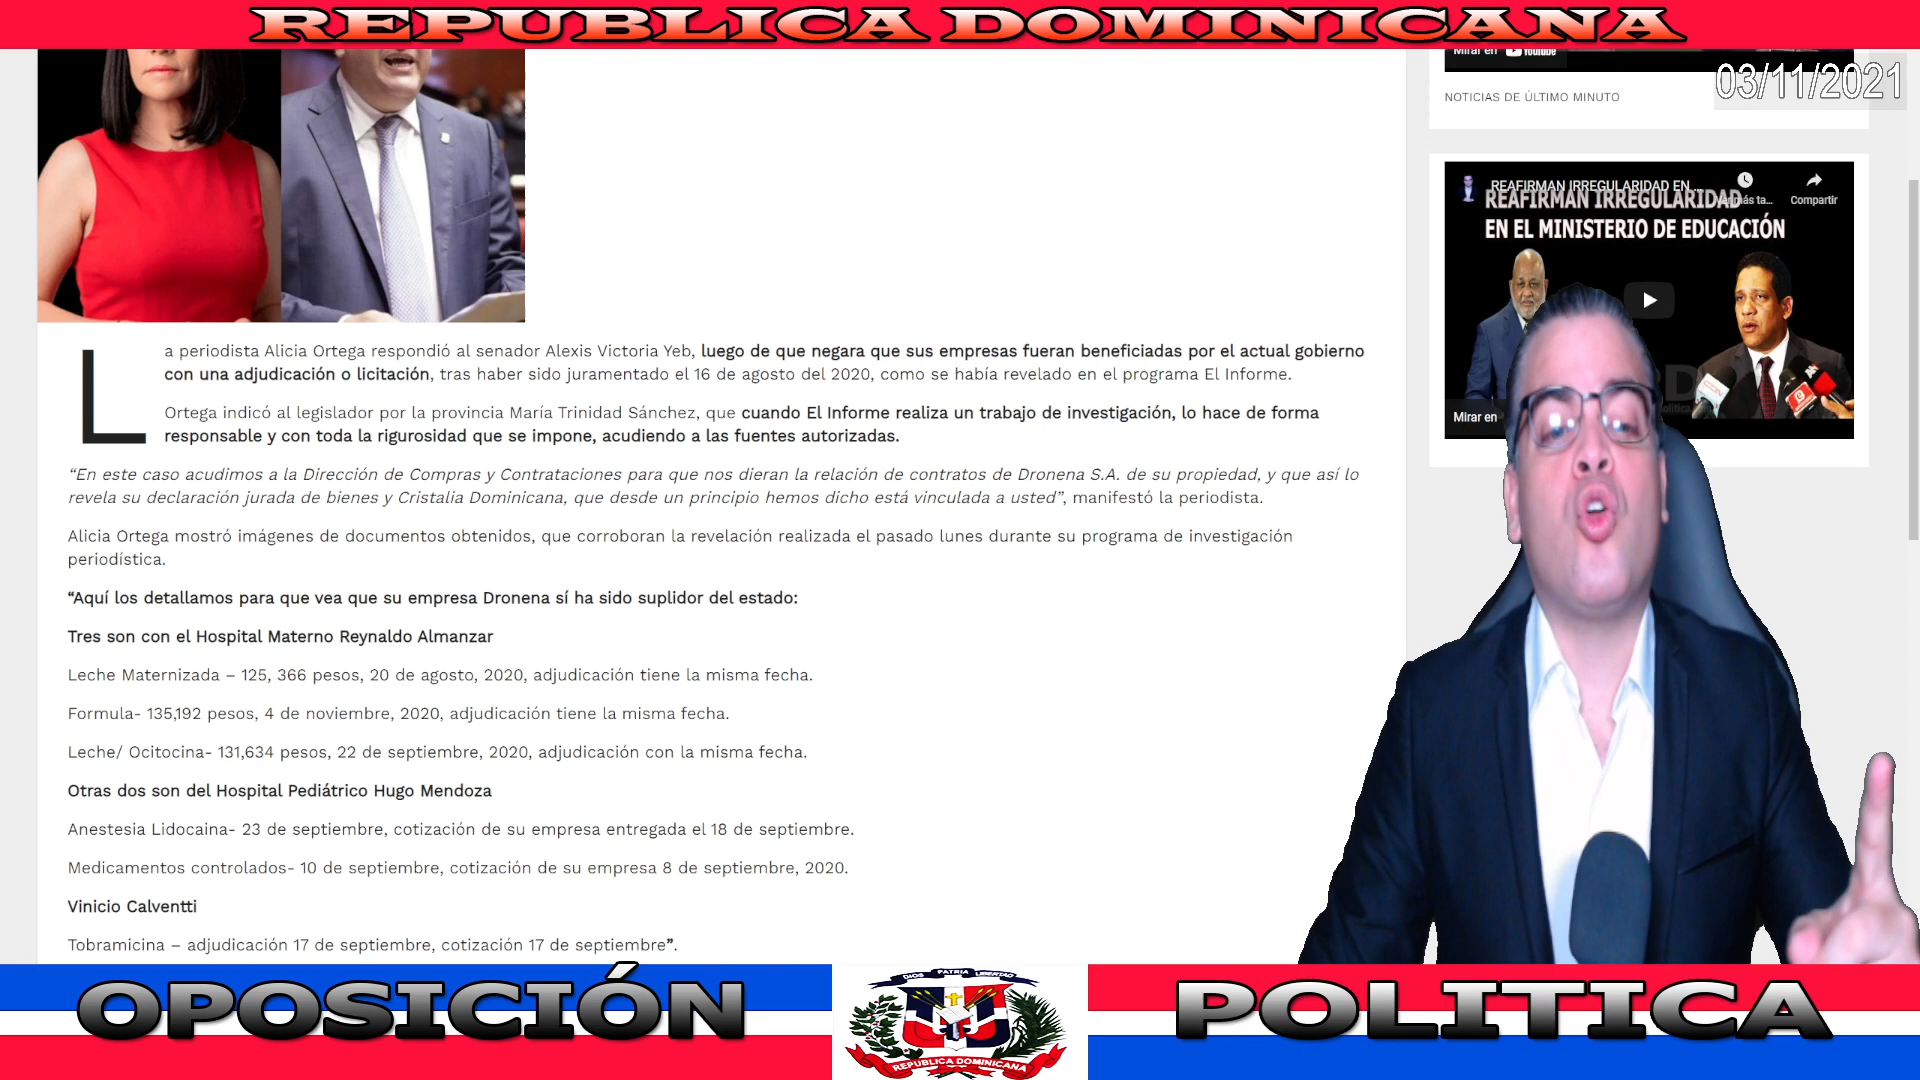 REPUBLICA DOMINICANA
Mirar en YouTube
03/11/2021
NOTICIAS DE ÚLTIMO MINUTO
REAFIRMAN IRREGULARIDAD EN ...
Compartir
REAFIRMAN IRREGULARIDAD
EN EL MINISTERIO DE EDUCACIÓN
Mirar en
La periodista Alicia Ortega respondió al senador Alexis Victoria Yeb, luego de que negara que sus empresas fueran beneficiadas por el actual gobierno
con una adjudicación o licitación, tras haber sido juramentado el 16 de agosto del 2020, como se había revelado en el programa El Informe.
Ortega indicó al legislador por la provincia María Trinidad Sánchez, que cuando El Informe realiza un trabajo de investigación, lo hace de forma
responsable y con toda la rigurosidad que se impone, acudiendo a las fuentes autorizadas.
“En este caso acudimos a la Dirección de Compras y Contrataciones para que nos dieran la relación de contratos de Dronena S.A. de su propiedad, y que así lo
revela su declaración jurada de bienes y Cristalia Dominicana, que desde un principio hemos dicho está vinculada a usted”, manifestó la periodista.
Alicia Ortega mostró imágenes de documentos obtenidos, que corroboran la revelación realizada el pasado lunes durante su programa de investigación
periodística.
“Aquí los detallamos para que vea que su empresa Dronena sí ha sido suplidor del estado:
Tres son con el Hospital Materno Reynaldo Almanzar
Leche Maternizada – 125, 366 pesos, 20 de agosto, 2020, adjudicación tiene la misma fecha.
Formula- 135,192 pesos, 4 de noviembre, 2020, adjudicación tiene la misma fecha.
Leche/ Ocitocina- 131,634 pesos, 22 de septiembre, 2020, adjudicación con la misma fecha.
Otras dos son del Hospital Pediátrico Hugo Mendoza
Anestesia Lidocaina- 23 de septiembre, cotización de su empresa entregada el 18 de septiembre.
Medicamentos controlados- 10 de septiembre, cotización de su empresa 8 de septiembre, 2020.
Vinicio Calventti
Tobramicina – adjudicación 17 de septiembre, cotización 17 de septiembre”.
OPOSICIÓN
DIOS PATRIA LIBERTAD
REPUBLICA DOMINICANA
POLITICA